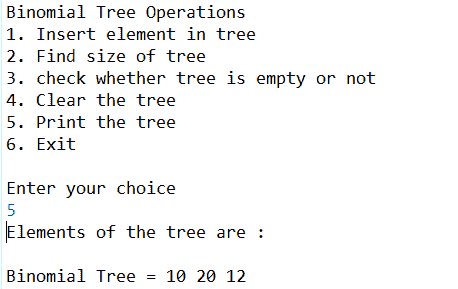 Binomial Tree Operations
1. Insert element in tree
2. Find size of tree
3. check whether tree is empty or not
4. Clear the tree
5. Print the tree
6. Exit
Enter your choice
5
Elements of the tree are :
Binomial Tree = 10 20 12